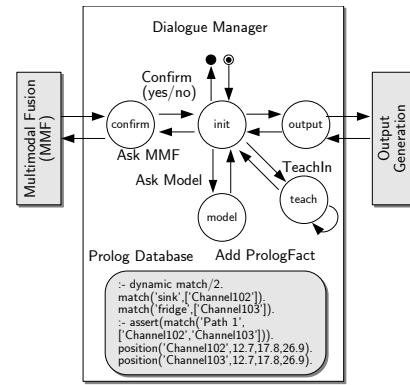 Dialogue Manager
Confirm
(yes/no)
Multimodal Fusion
(MMF)
confirm
init
output
Output
Generation
Ask MMF
TeachIn
Ask Model
teach
model
Prolog Database
Add PrologFact
:- dynamic match/2.
match('sink',['Channel102']).
match('fridge',['Channel103']).
:- assert(match('Path 1',
['Channel102','Channel103'])).
position('Channel102',12.7,17.8,26.9).
position('Channel103',12.7,17.8,26.9).